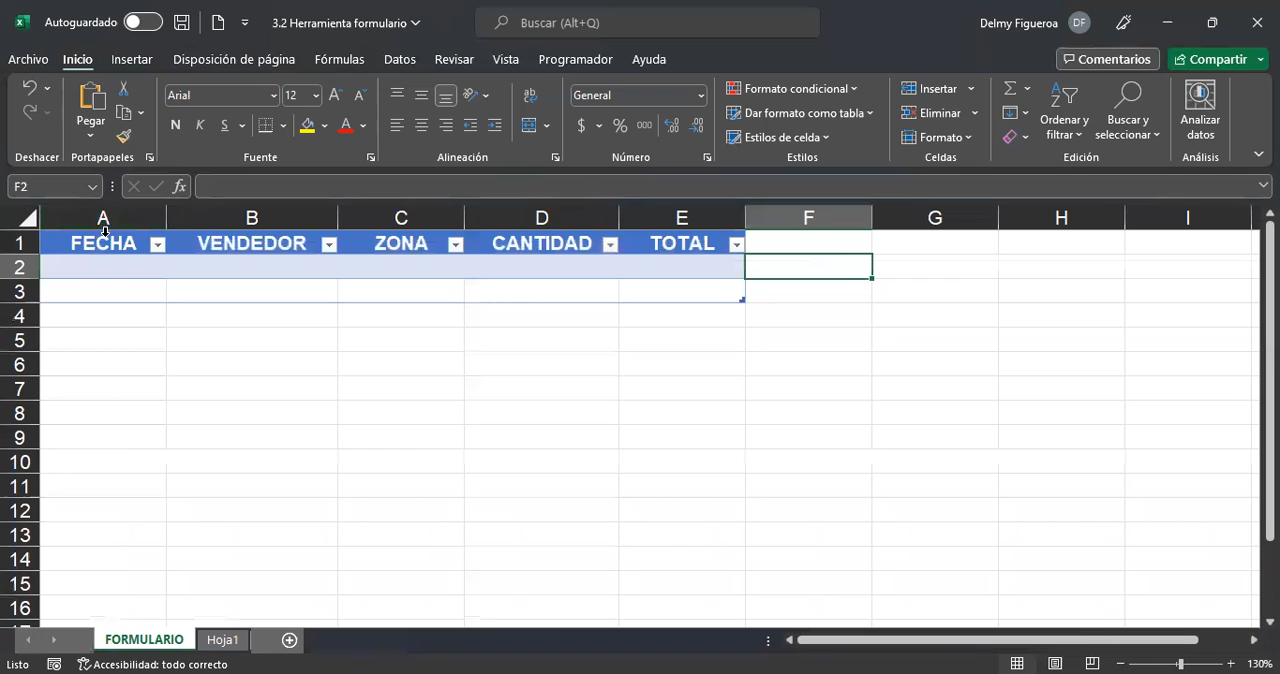 Autoguardado 3.2 Herramienta formulario Buscar (Alt+Q) Delmy Figueroa DF
Archivo Inicio Insertar Disposición de página Fórmulas Datos Revisar Vista Programador Ayuda Comentarios Compartir
Pegar
Arial 12
N K S
General
$ % 000
Formato condicional
Dar formato como tabla
Estilos de celda
Insertar
Eliminar
Formato
Ordenar y filtrar
Buscar y seleccionar
Analizar datos
Deshacer Portapapeles Fuente Alineación Número Estilos Celdas Edición Análisis
F2 fx
A B C D E F G H I
1 FECHA VENDEDOR ZONA CANTIDAD TOTAL
2
3
4
5
6
7
8
9
10
11
12
13
14
15
16
FORMULARIO Hoja1
Listo Accesibilidad: todo correcto 130%